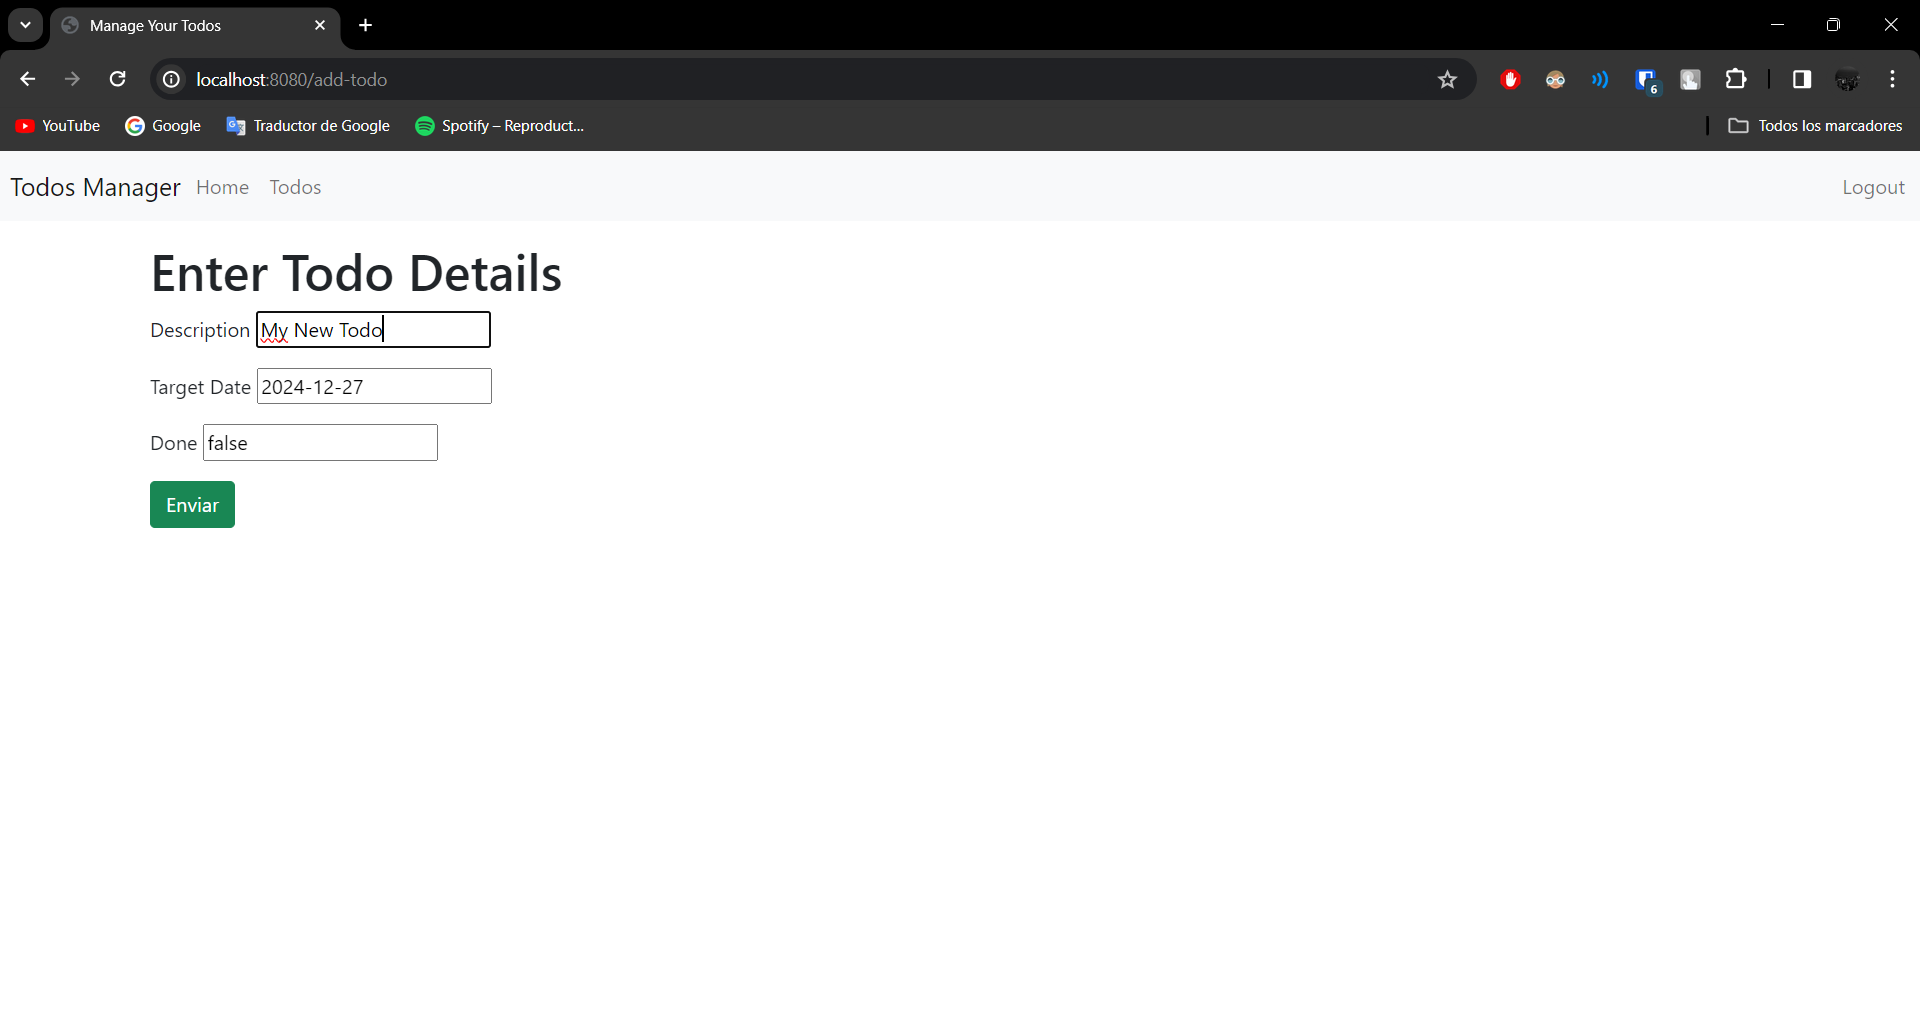 Manage Your Todos
localhost:8080/add-todo
6
YouTube Google Traductor de Google Spotify – Reproduct... Todos los marcadores
Todos Manager Home Todos Logout
Enter Todo Details
Description My New Todo
Target Date 2024-12-27
Done false
Enviar